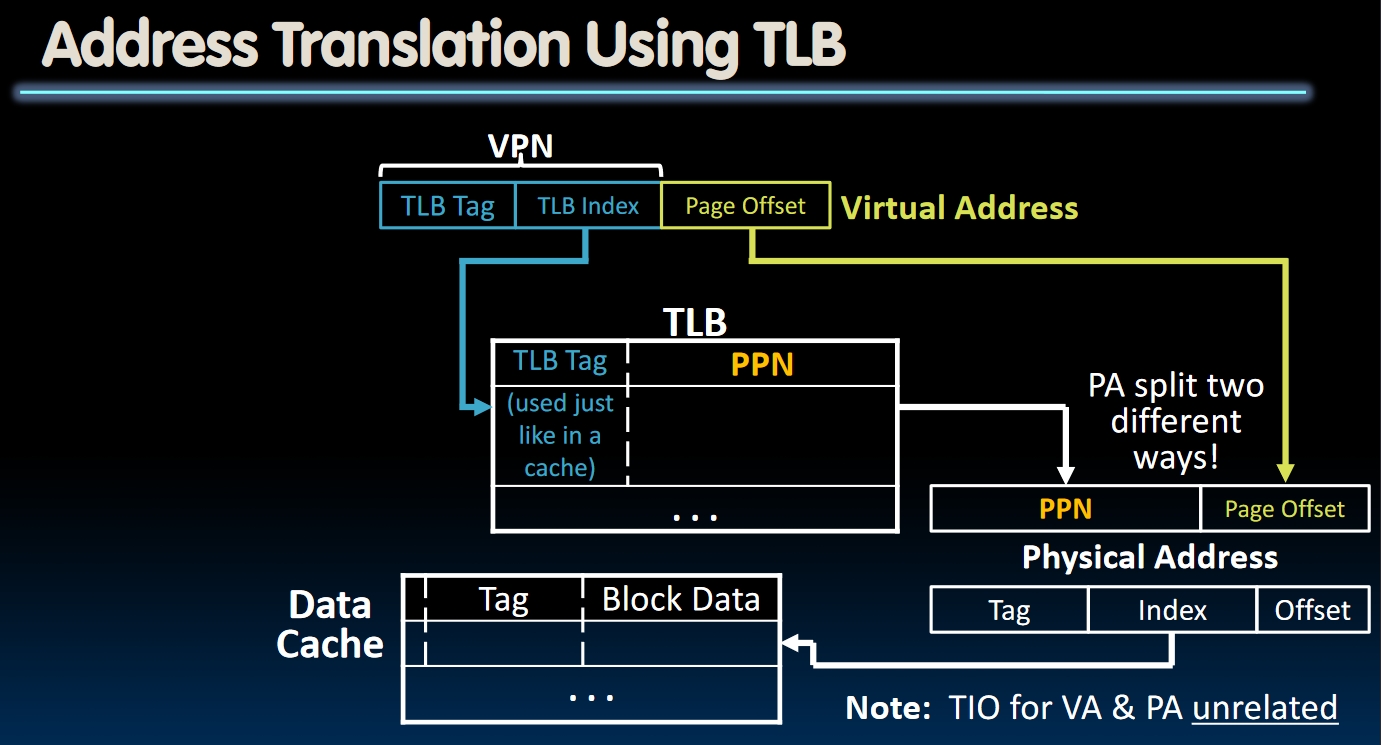 Address Translation Using TLB
VPN
TLB Tag TLB Index Page Offset Virtual Address
TLB
TLB Tag PPN
(used just
like in a
cache)
. . .
PA split two
different
ways!
PPN Page Offset
Physical Address
Tag Index Offset
Data
Cache
Tag Block Data
. . .
Note: TIO for VA & PA unrelated